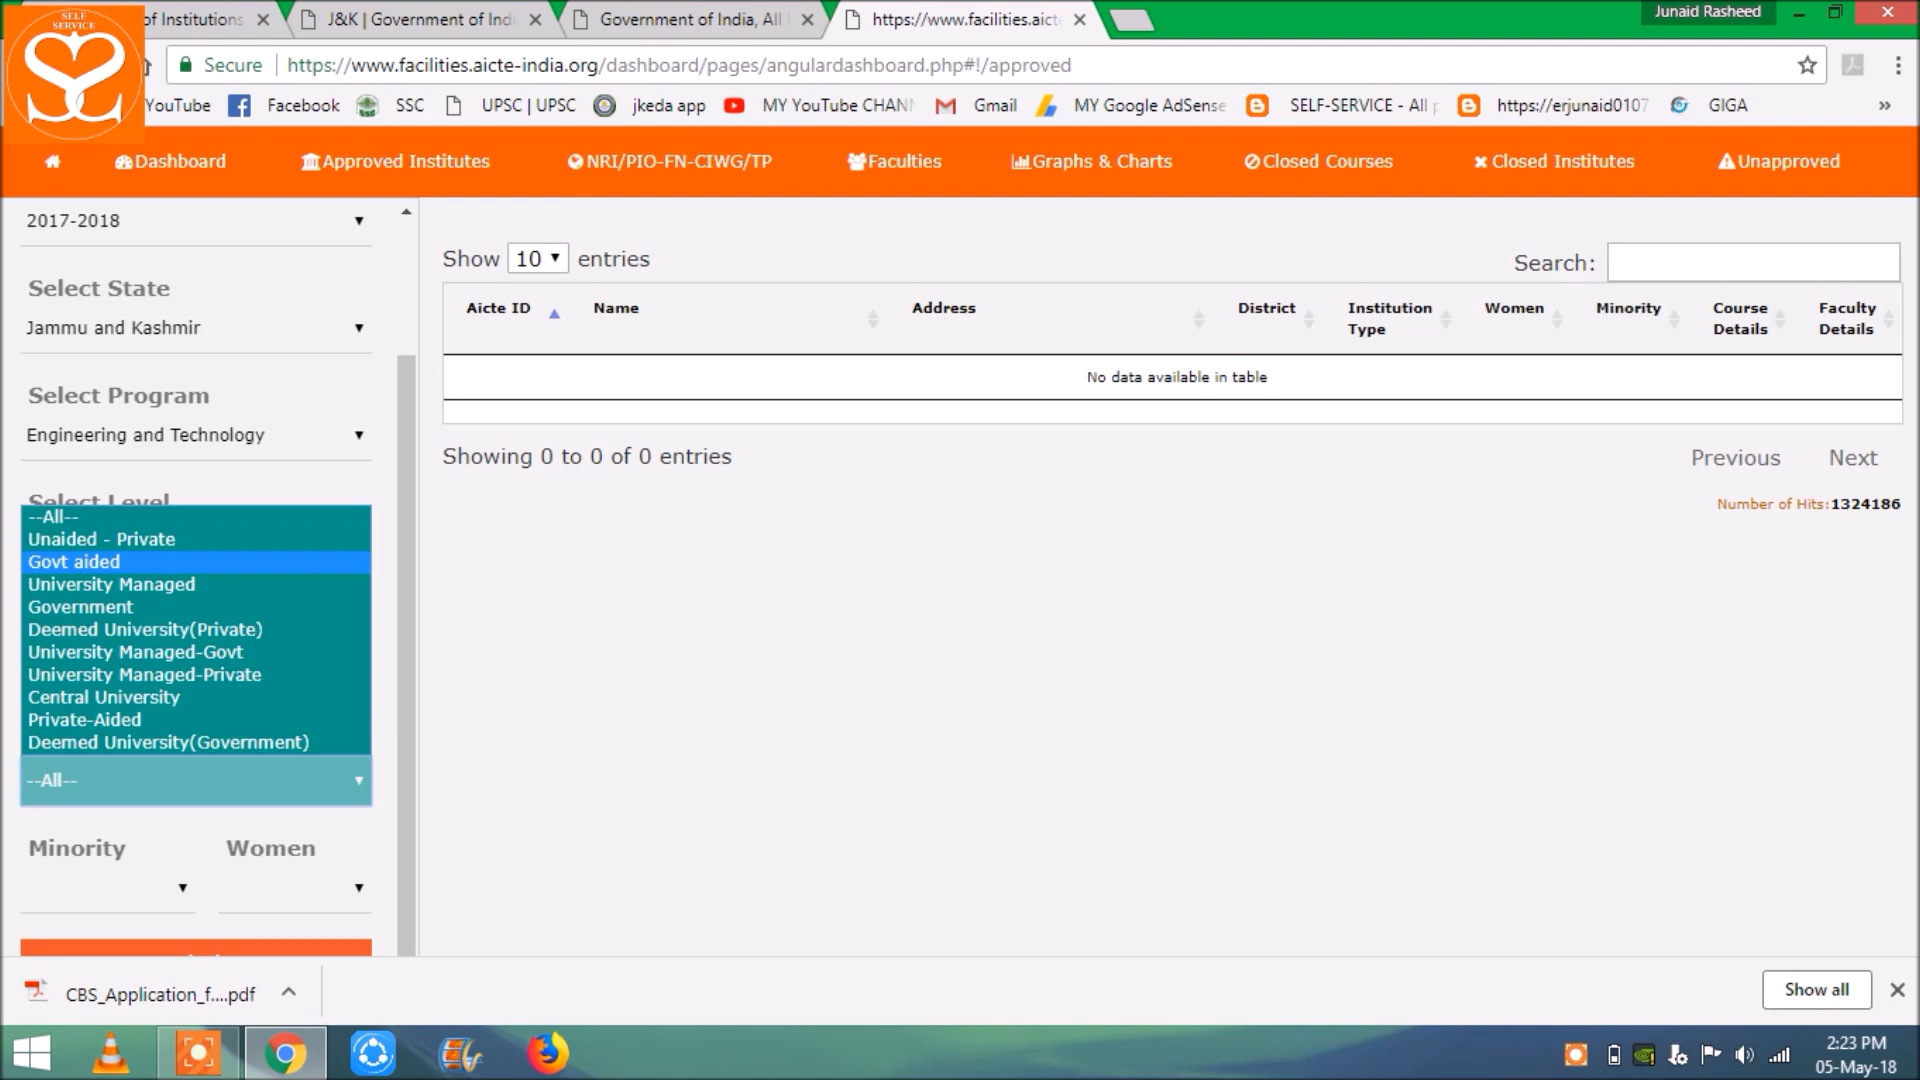 SELF SERVICE
of Institutions
J&K | Government of Indi
Government of India, All I
https://www.facilities.aicte
Junaid Rasheed
Secure
https://www.facilities.aicte-india.org/dashboard/pages/angulardashboard.php#!/approved
YouTube
Facebook
SSC
UPSC | UPSC
jkeda app
MY YouTube CHANN
Gmail
MY Google AdSense
SELF-SERVICE - All p
https://erjunaid0107
GIGA
»
Dashboard
Approved Institutes
NRI/PIO-FN-CIWG/TP
Faculties
Graphs & Charts
Closed Courses
Closed Institutes
Unapproved
2017-2018
Select State
Jammu and Kashmir
Select Program
Engineering and Technology
Select Level
--All--
Unaided - Private
Govt aided
University Managed
Government
Deemed University(Private)
University Managed-Govt
University Managed-Private
Central University
Private-Aided
Deemed University(Government)
--All--
Minority Women
Show 10 entries
Search:
Aicte ID Name Address District Institution Type Women Minority Course Details Faculty Details
No data available in table
Showing 0 to 0 of 0 entries
Previous Next
Number of Hits:1324186
CBS_Application_f....pdf
Show all
2:23 PM
05-May-18